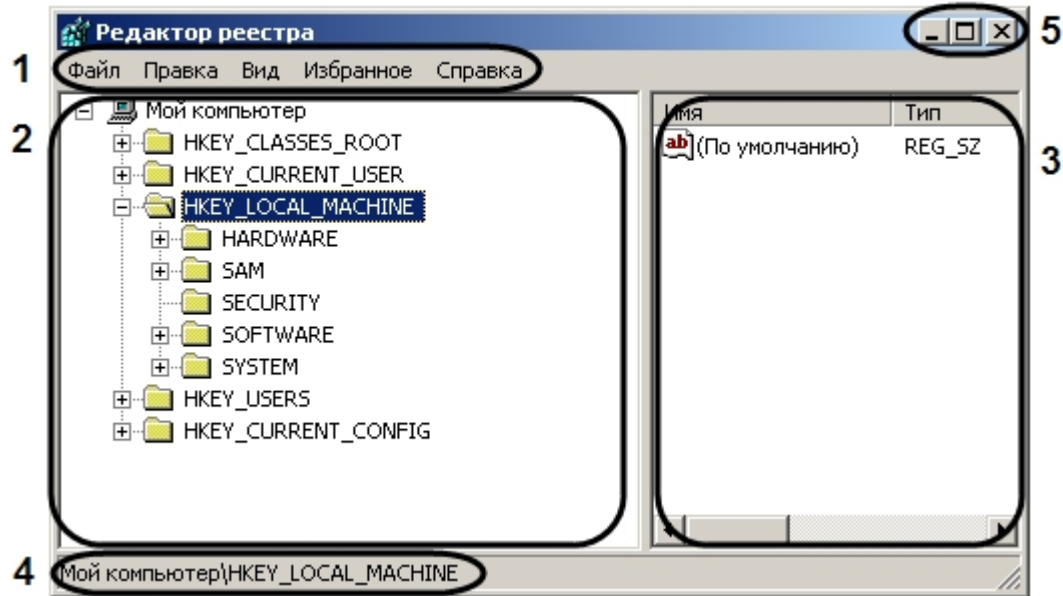 Редактор реестра
5
1
Файл Правка Вид Избранное Справка
2
Мой компьютер
HKEY_CLASSES_ROOT
HKEY_CURRENT_USER
HKEY_LOCAL_MACHINE
HARDWARE
SAM
SECURITY
SOFTWARE
SYSTEM
HKEY_USERS
HKEY_CURRENT_CONFIG
Имя Тип
ab (По умолчанию) REG_SZ
3
4
Мой компьютер\HKEY_LOCAL_MACHINE